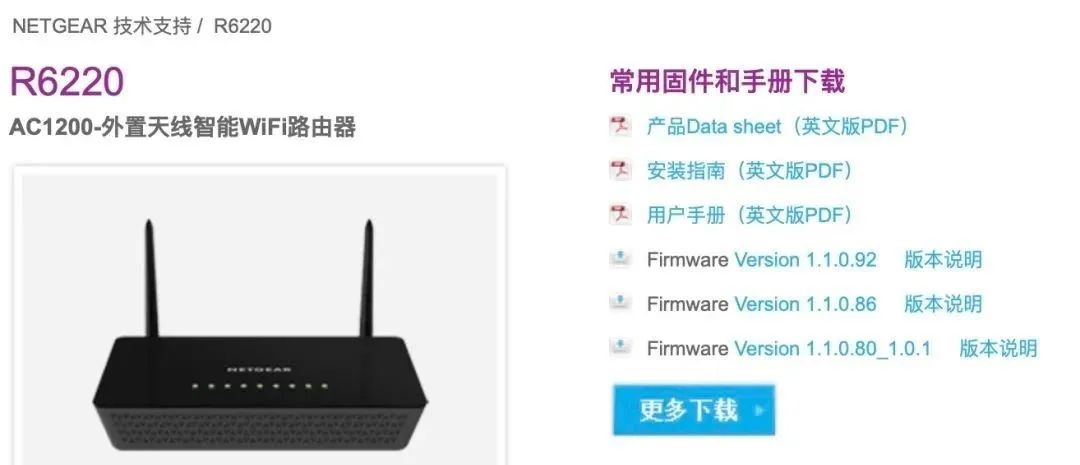 NETGEAR 技术支持 / R6220
R6220
AC1200-外置天线智能WiFi路由器
NETGEAR
常用固件和手册下载
产品Data sheet（英文版PDF）
安装指南（英文版PDF）
用户手册（英文版PDF）
Firmware Version 1.1.0.92 版本说明
Firmware Version 1.1.0.86 版本说明
Firmware Version 1.1.0.80_1.0.1 版本说明
更多下载